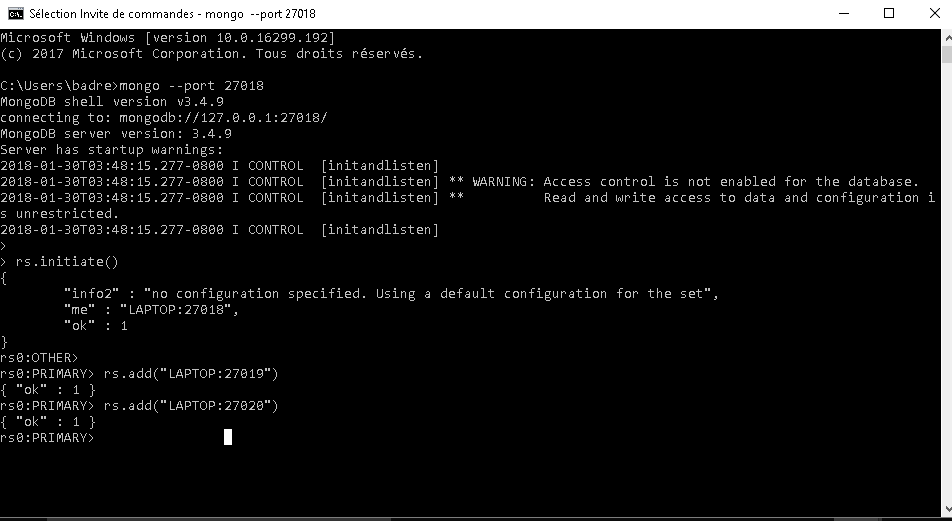 Sélection Invite de commandes - mongo --port 27018
Microsoft Windows [version 10.0.16299.192]
(c) 2017 Microsoft Corporation. Tous droits réservés.
C:\Users\badre>mongo --port 27018
MongoDB shell version v3.4.9
connecting to: mongodb://127.0.0.1:27018/
MongoDB server version: 3.4.9
Server has startup warnings:
2018-01-30T03:48:15.277-0800 I CONTROL  [initandlisten]
2018-01-30T03:48:15.277-0800 I CONTROL  [initandlisten] ** WARNING: Access control is not enabled for the database.
2018-01-30T03:48:15.277-0800 I CONTROL  [initandlisten] **          Read and write access to data and configuration i
s unrestricted.
2018-01-30T03:48:15.277-0800 I CONTROL  [initandlisten]
>
> rs.initiate()
{
        "info2" : "no configuration specified. Using a default configuration for the set",
        "me" : "LAPTOP:27018",
        "ok" : 1
}
rs0:OTHER>
rs0:PRIMARY> rs.add("LAPTOP:27019")
{ "ok" : 1 }
rs0:PRIMARY> rs.add("LAPTOP:27020")
{ "ok" : 1 }
rs0:PRIMARY>